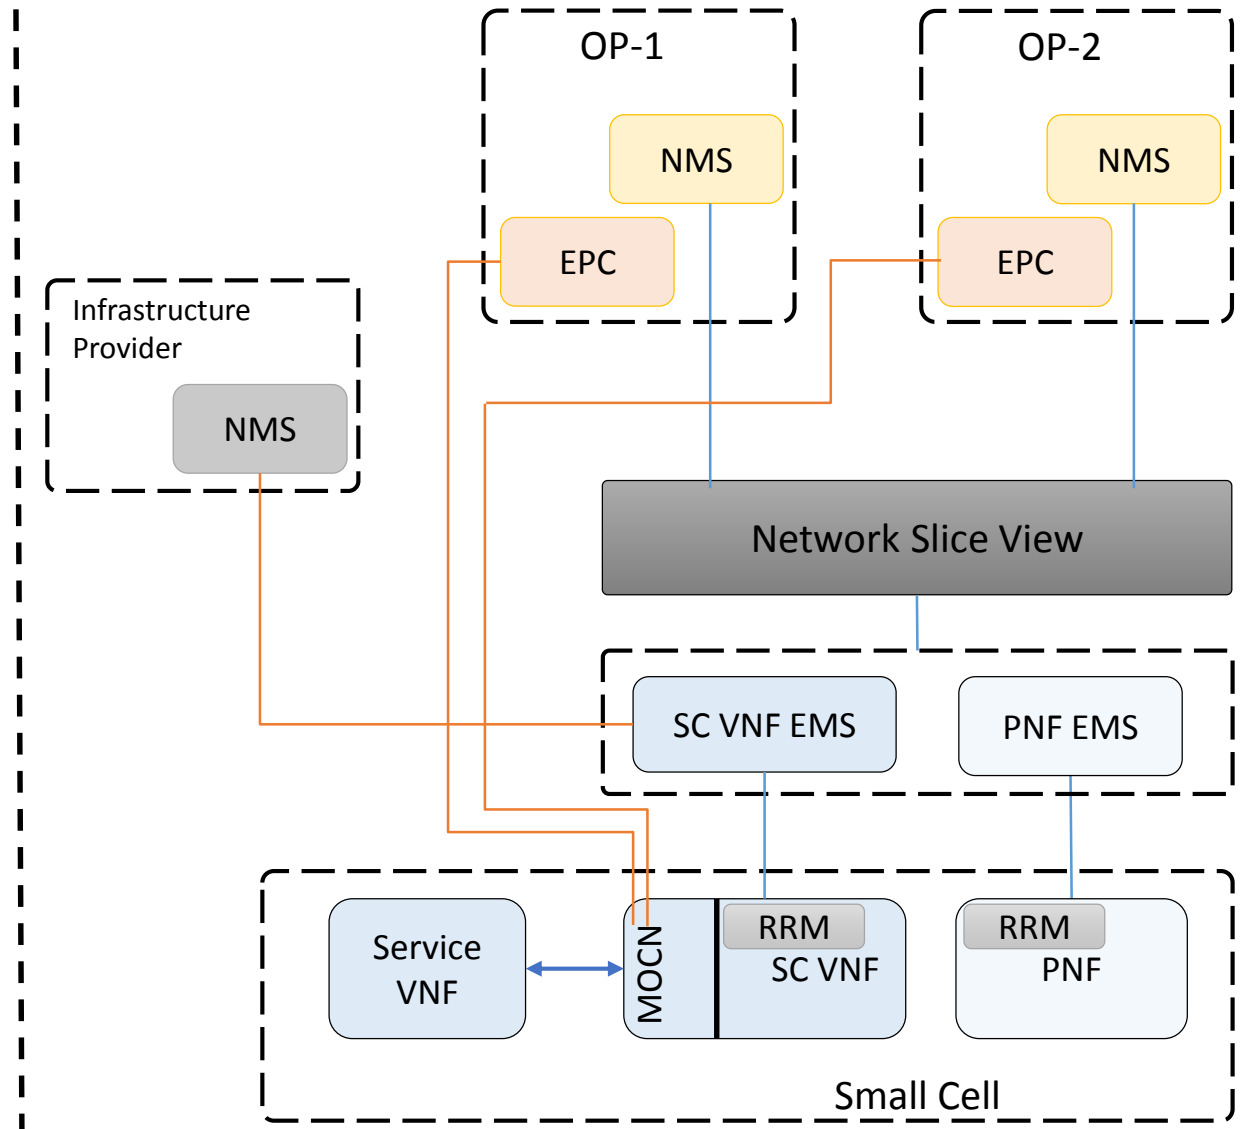 OP-1
OP-2
NMS
NMS
EPC
EPC
Infrastructure
Provider
NMS
Network Slice View
SC VNF EMS
PNF EMS
Service
VNF
MOCN
RRM
SC VNF
RRM
PNF
Small Cell